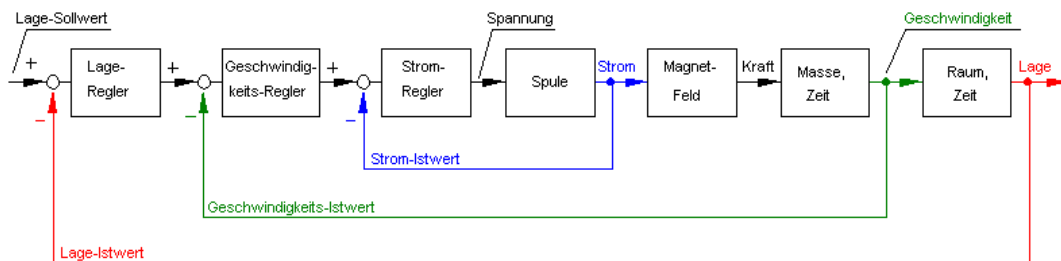 Lage-Sollwert
Spannung
Geschwindigkeit
+
Lage-
Regler
+
Geschwindig-
keits-Regler
+
Strom-
Regler
Spule
Strom
Magnet-
Feld
Kraft
Masse,
Zeit
Raum,
Zeit
Lage
−
−
−
Strom-Istwert
Geschwindigkeits-Istwert
Lage-Istwert